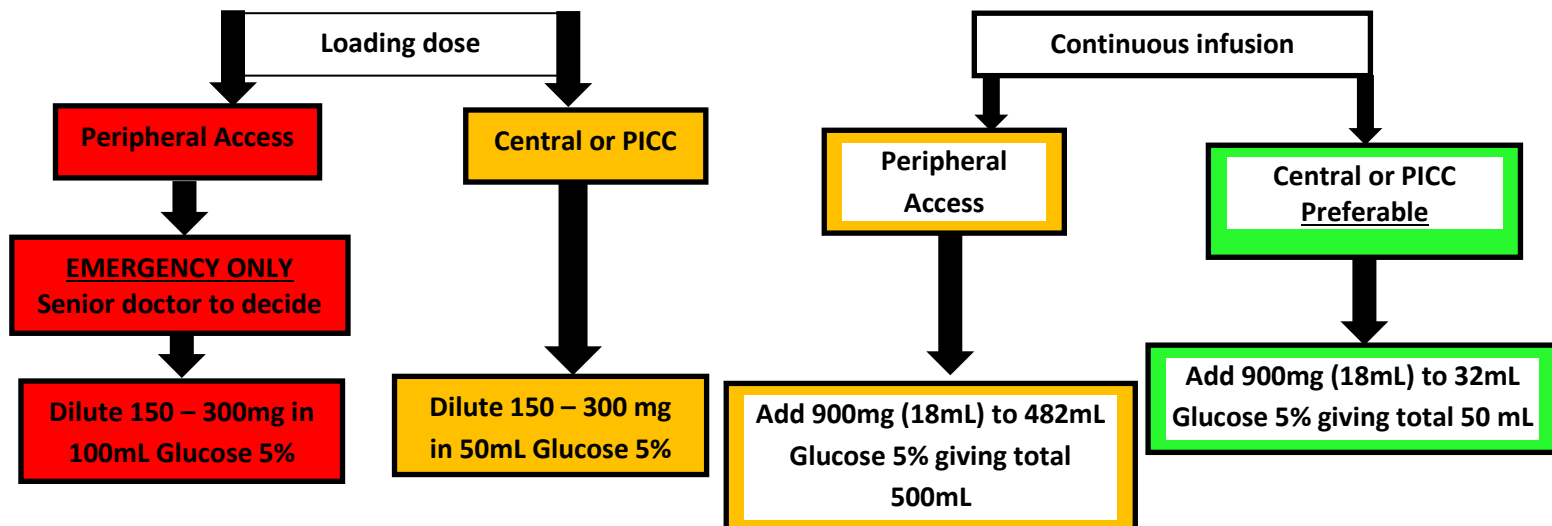 Loading dose
Peripheral Access
EMERGENCY ONLY
Senior doctor to decide
Dilute 150 – 300mg in
100mL Glucose 5%
Central or PICC
Dilute 150 – 300 mg
in 50mL Glucose 5%
Continuous infusion
Peripheral
Access
Add 900mg (18mL) to 482mL
Glucose 5% giving total
500mL
Central or PICC
Preferable
Add 900mg (18mL) to 32mL
Glucose 5% giving total 50 mL